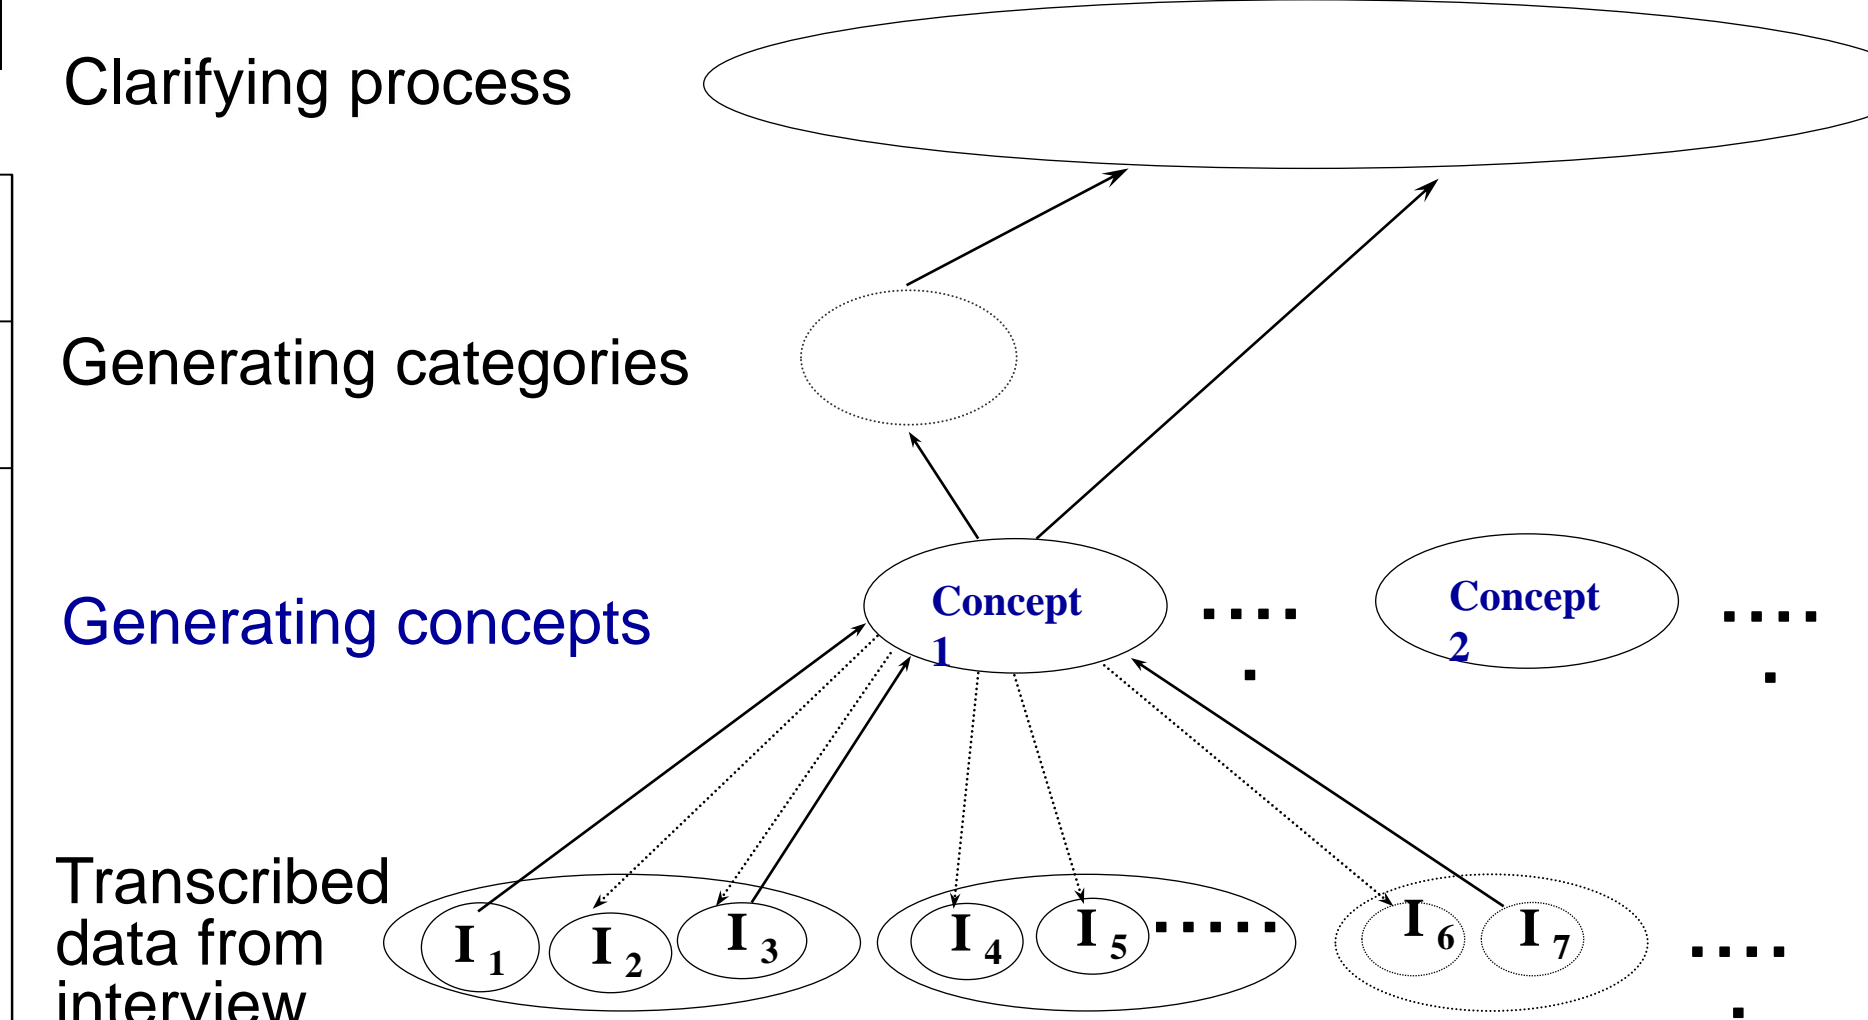 Clarifying process
Generating categories
Generating concepts
Concept
1
.....
Concept
2
.....
Transcribed
data from
interview
I 1
I 2
I 3
I 4
I 5
.....
I 6
I 7
.....